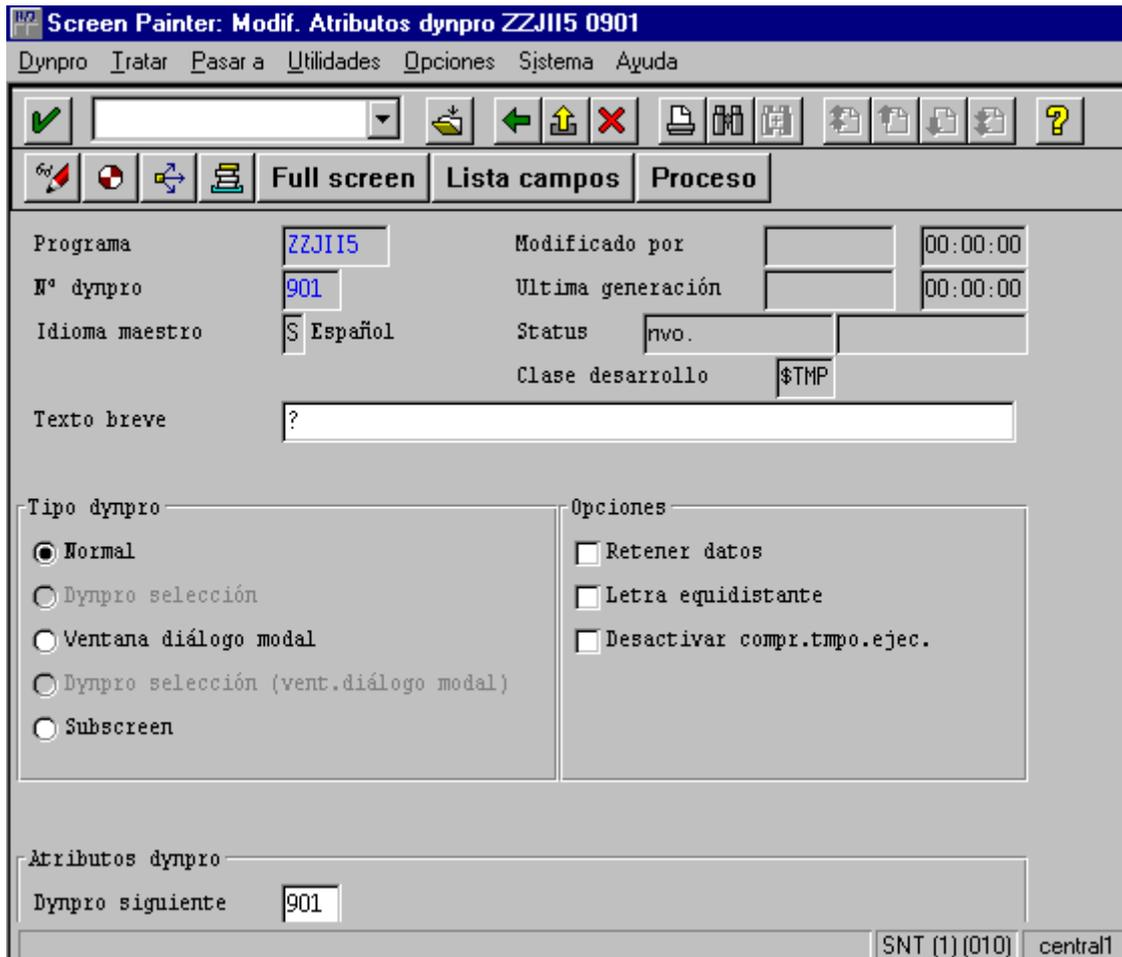 Screen Painter: Modif. Atributos dynpro ZZJII5 0901
Dynpro Tratar Pasar a Utilidades Opciones Sistema Ayuda
Full screen Lista campos Proceso
Programa ZZJII5 Modificado por 00:00:00
Nº dynpro 901 Ultima generación 00:00:00
Idioma maestro S Español Status nvo.
Clase desarrollo $TMP
Texto breve ?
Tipo dynpro Opciones
Normal Retener datos
Dynpro selección Letra equidistante
Ventana diálogo modal Desactivar compr.tmpo.ejec.
Dynpro selección (vent.diálogo modal)
Subscreen
Atributos dynpro
Dynpro siguiente 901
SNT (1) (010) central1